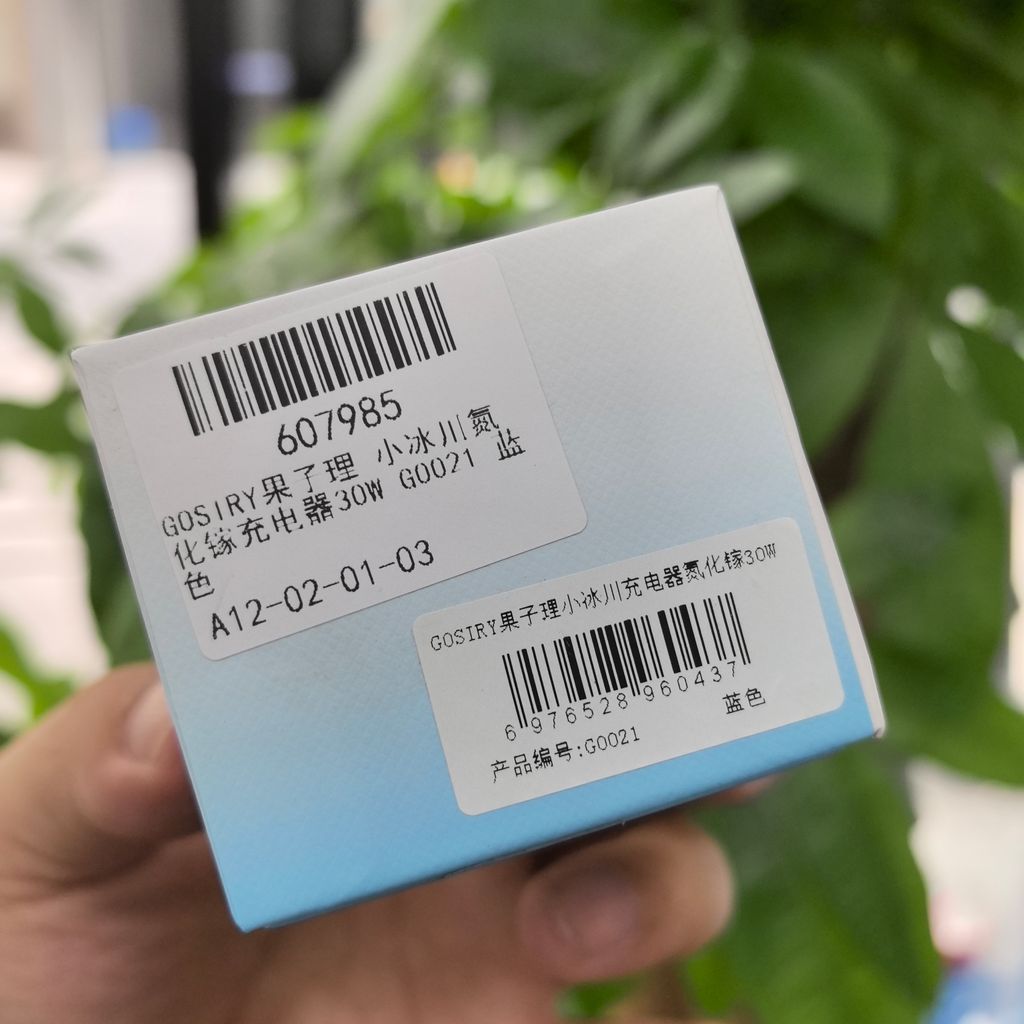 607985
GOSIRY果子理 小冰川氮
化镓充电器30W G0021 蓝
色
A12-02-01-03
GOSIRY果子理小冰川充电器氮化镓30W
6 976528 960437
蓝色
产品编号:G0021